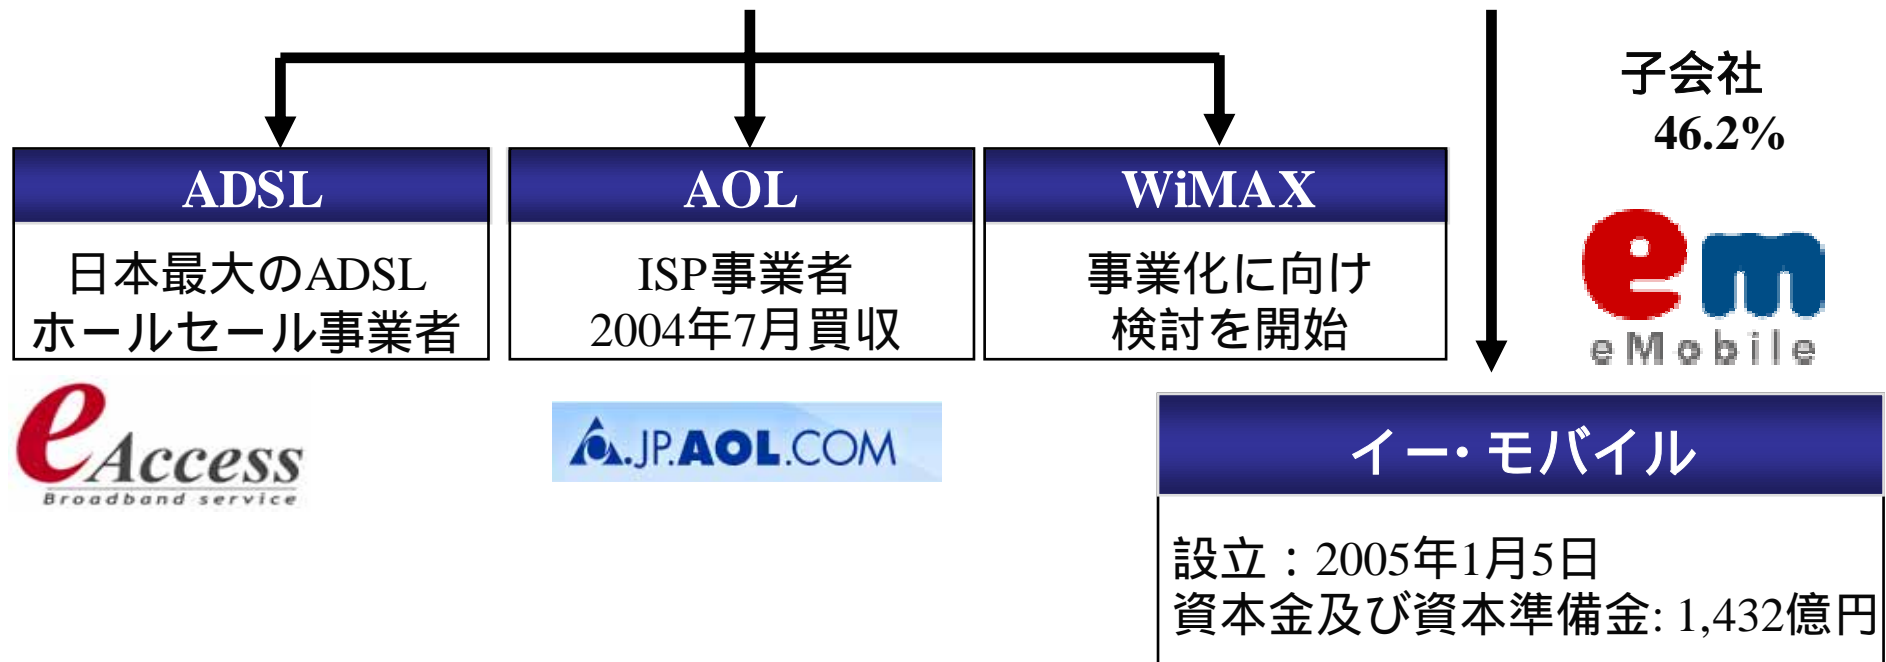 子会社
46.2%
ADSL
日本最大のADSL
ホールセール事業者
AOL
ISP事業者
2004年7月買収
WiMAX
事業化に向け
検討を開始
em
eMobile
eAccess
Broadband service
JP.AOL.COM
イー・モバイル
設立：2005年1月5日
資本金及び資本準備金: 1,432億円